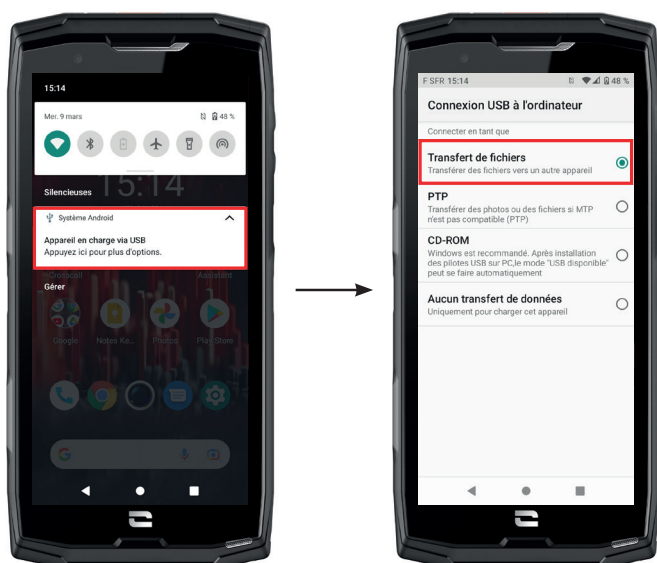 15:14
Mer. 9 mars
48 %
15:14
Silencieuses
Système Android
Appareil en charge via USB
Appuyez ici pour plus d'options.
Crosscall
Assistant
Gérer
Google
Notes Ke...
Photos
Play Store
G
F SFR 15:14
48 %
Connexion USB à l'ordinateur
Connecter en tant que
Transfert de fichiers
Transférer des fichiers vers un autre appareil
PTP
Transférer des photos ou des fichiers si MTP
n'est pas compatible (PTP)
CD-ROM
Windows est recommandé. Après installation
des pilotes USB sur PC,le mode "USB disponible"
peut se faire automatiquement
Aucun transfert de données
Uniquement pour charger cet appareil